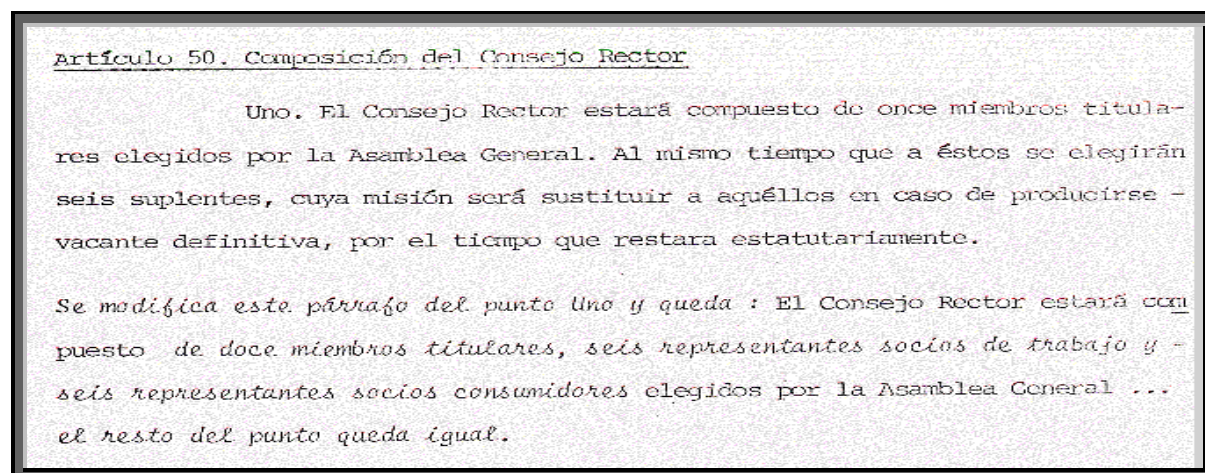 Artículo 50. Composición del Consejo Rector
Uno. El Consejo Rector estará compuesto de once miembros titula-
res elegidos por la Asamblea General. Al mismo tiempo que a éstos se elegirán
seis suplentes, cuya misión será sustituir a aquéllos en caso de producirse -
vacante definitiva, por el tiempo que restara estatutariamente.
Se modifica este párrafo del punto Uno y queda : El Consejo Rector estará com
puesto de doce miembros titulares, seis representantes socios de trabajo y -
seis representantes socios consumidores elegidos por la Asamblea General ...
el resto del punto queda igual.